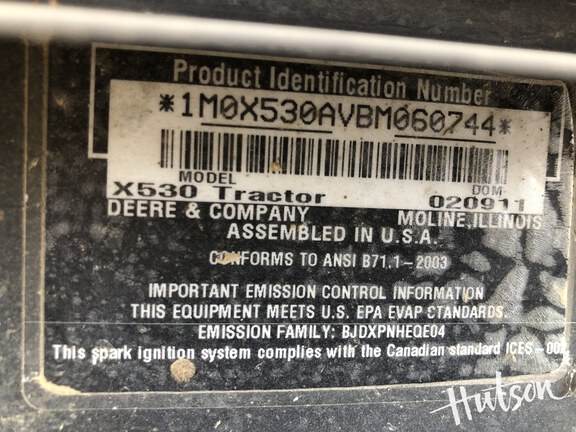 Product Identification Number
*1M0X530AVBM060744*
MODEL DOM
X530 Tractor 020911
DEERE & COMPANY MOLINE,ILLINOIS
ASSEMBLED IN U.S.A.
CONFORMS TO ANSI B71.1-2003
IMPORTANT EMISSION CONTROL INFORMATION
THIS EQUIPMENT MEETS U.S. EPA EVAP STANDARDS.
EMISSION FAMILY: BJDXPNHEQE04
This spark ignition system complies with the Canadian standard ICES-002
Hutson